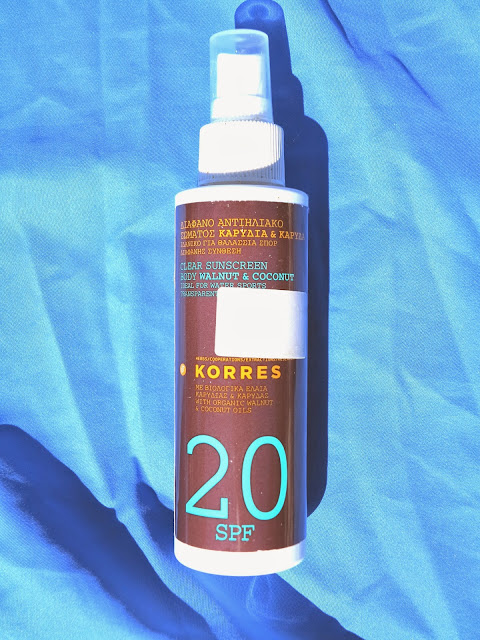 ΔΙΑΦΑΝΟ ΑΝΤΙΗΛΙΑΚΟ
ΣΩΜΑΤΟΣ ΚΑΡΥΔΙΑ & ΚΑΡΥΔΑ
ΙΔΑΝΙΚΟ ΓΙΑ ΘΑΛΑΣΣΙΑ ΣΠΟΡ
ΔΙΑΦΑΝΗΣ ΣΥΝΘΕΣΗ
CLEAR SUNSCREEN
BODY WALNUT & COCONUT
IDEAL FOR WATER SPORTS
TRANSPARENT
KORRES
ΜΕ ΒΙΟΛΟΓΙΚΑ ΕΛΑΙΑ
ΚΑΡΥΔΙΑΣ & ΚΑΡΥΔΑΣ
WITH ORGANIC WALNUT
& COCONUT OILS
20
SPF